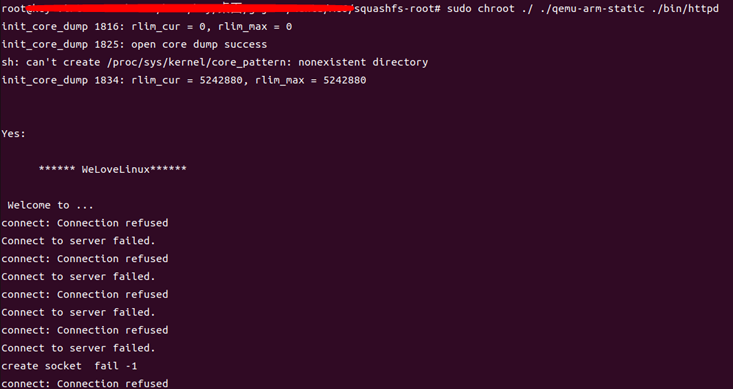 squashfs-root# sudo chroot ./ ./qemu-arm-static ./bin/httpd
init_core_dump 1816: rlim_cur = 0, rlim_max = 0
init_core_dump 1825: open core dump success
sh: can't create /proc/sys/kernel/core_pattern: nonexistent directory
init_core_dump 1834: rlim_cur = 5242880, rlim_max = 5242880
Yes:
****** WeLoveLinux******
Welcome to ...
connect: Connection refused
Connect to server failed.
connect: Connection refused
Connect to server failed.
connect: Connection refused
Connect to server failed.
connect: Connection refused
Connect to server failed.
create socket  fail -1
connect: Connection refused